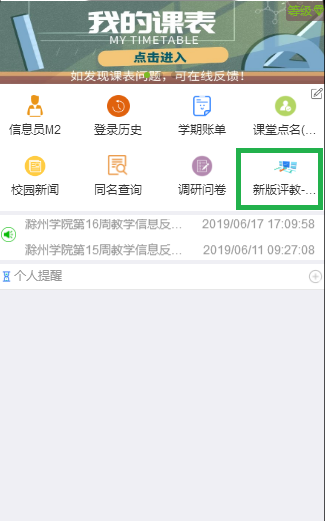 等级
我的课表
MY TIMETABLE
点击进入
如发现课表问题，可在线反馈！
信息员M2 登录历史 学期账单 课堂点名(...
校园新闻 同名查询 调研问卷 新版评教-...
滁州学院第16周教学信息反... 2019/06/17 17:09:58
滁州学院第15周教学信息反... 2019/06/11 09:27:08
个人提醒